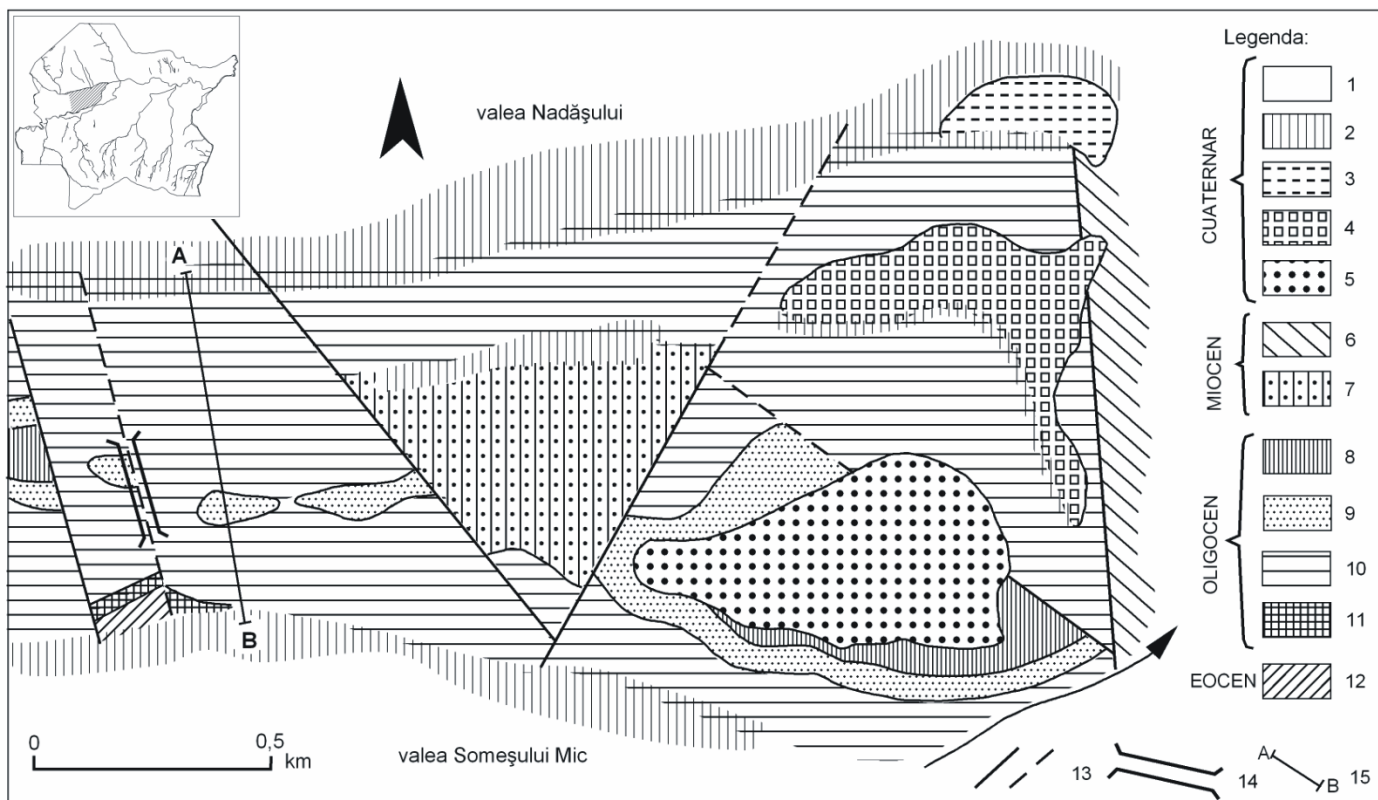 Legenda:
CUATERNAR
1
2
3
4
5
MIOCEN
6
7
OLIGOCEN
8
9
10
11
EOCEN
12
valea Nadăşului
A
B
0
0,5
km
valea Someşului Mic
13
14
A
B
15